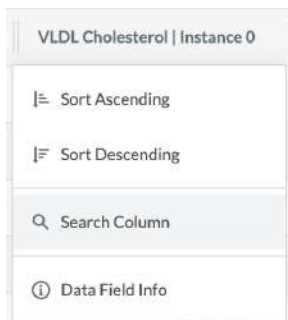 VLDL Cholesterol | Instance 0
Sort Ascending
Sort Descending
Search Column
Data Field Info